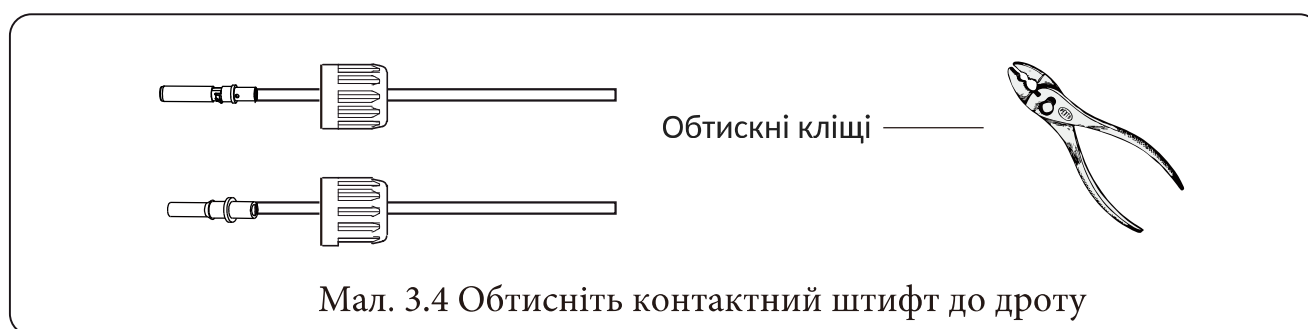 Обтискні кліщі
Мал. 3.4 Обтисніть контактний штифт до дроту